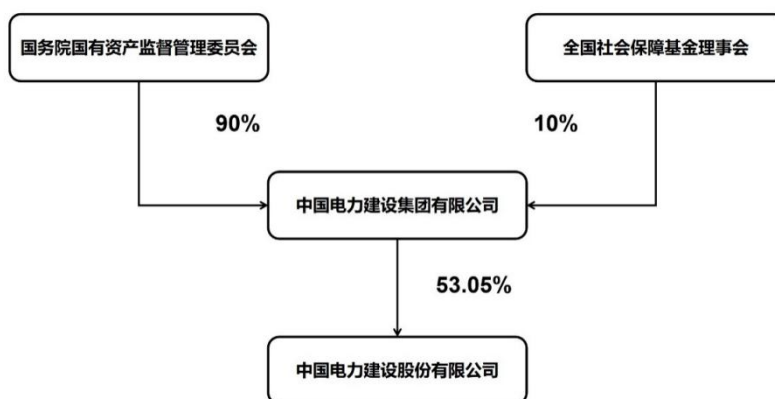 国务院国有资产监督管理委员会
全国社会保障基金理事会
90%
10%
中国电力建设集团有限公司
53.05%
中国电力建设股份有限公司